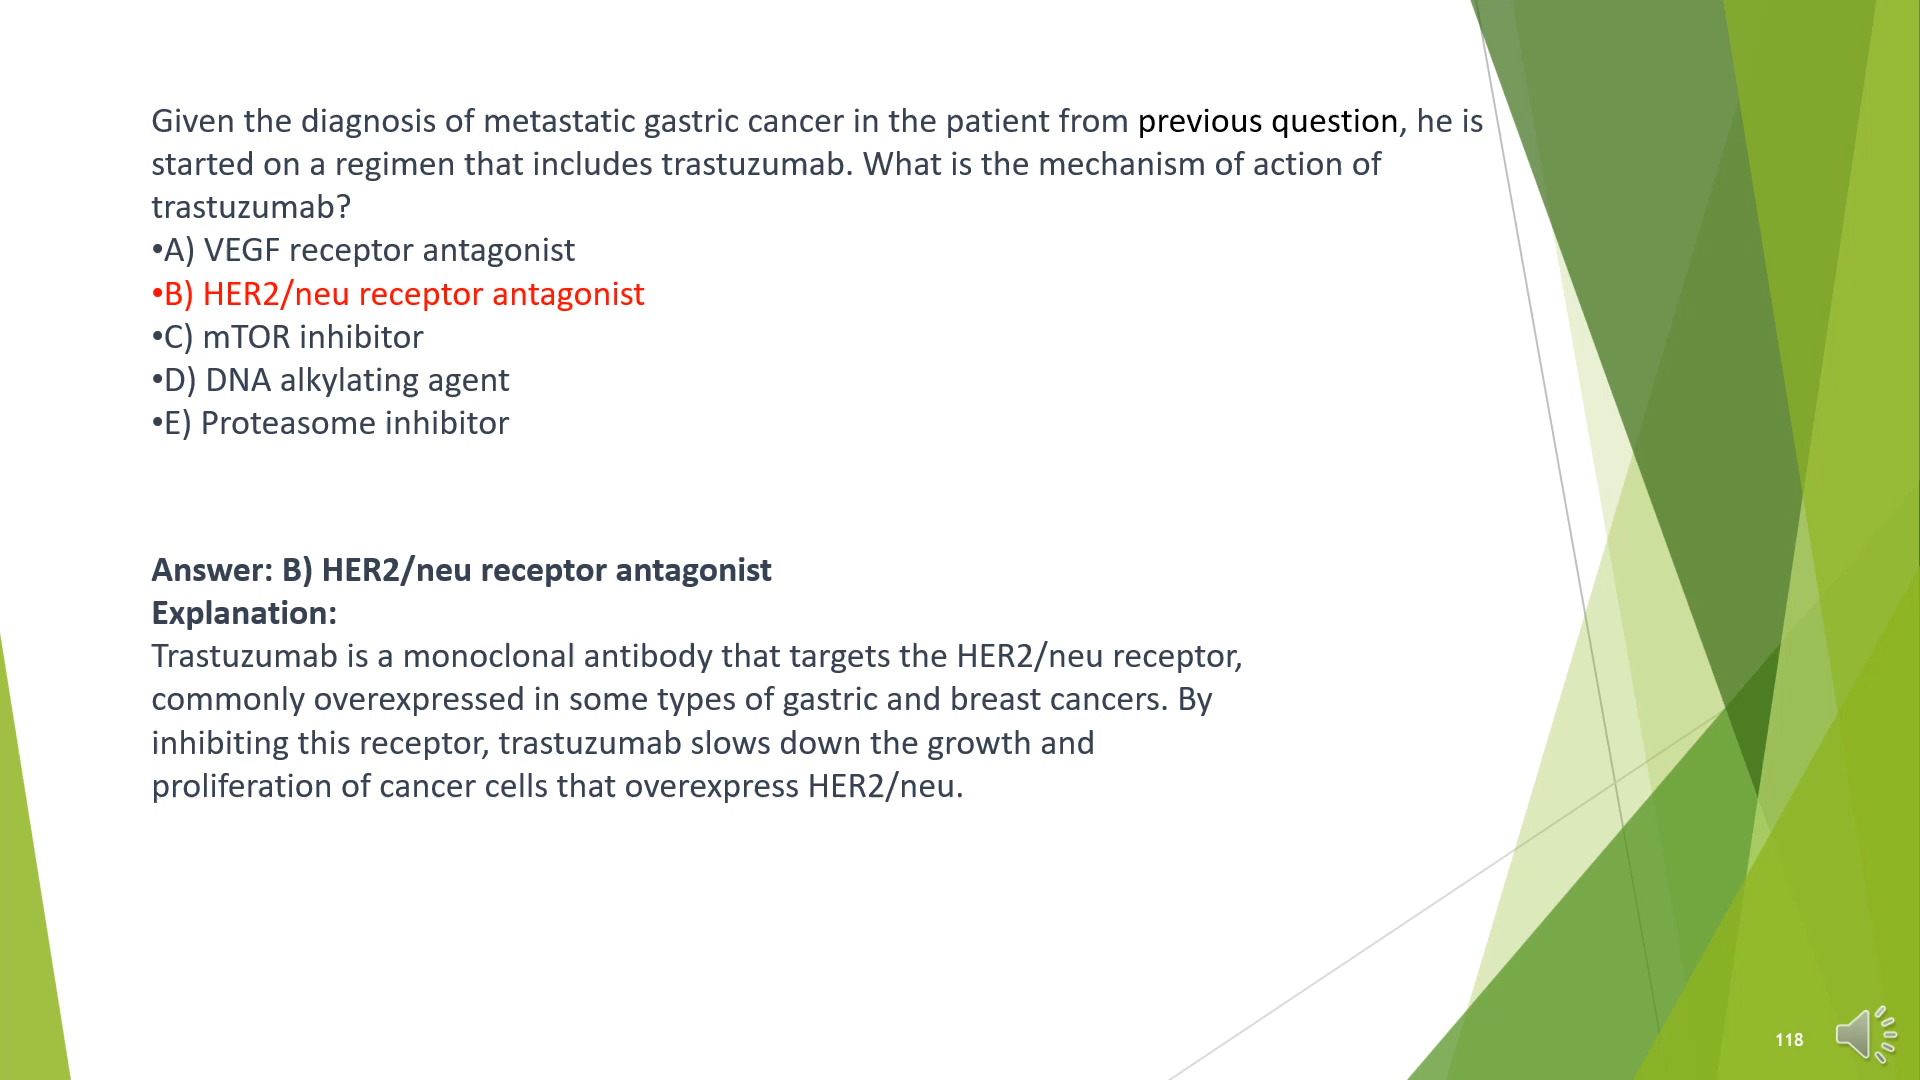 Given the diagnosis of metastatic gastric cancer in the patient from previous question, he is
started on a regimen that includes trastuzumab. What is the mechanism of action of
trastuzumab?
•A) VEGF receptor antagonist
•B) HER2/neu receptor antagonist
•C) mTOR inhibitor
•D) DNA alkylating agent
•E) Proteasome inhibitor
Answer: B) HER2/neu receptor antagonist
Explanation:
Trastuzumab is a monoclonal antibody that targets the HER2/neu receptor,
commonly overexpressed in some types of gastric and breast cancers. By
inhibiting this receptor, trastuzumab slows down the growth and
proliferation of cancer cells that overexpress HER2/neu.
118